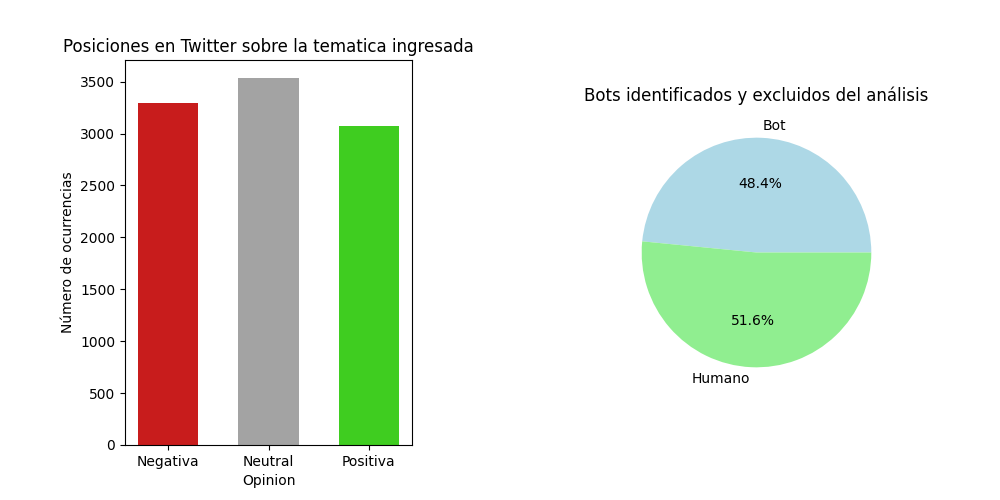 Posiciones en Twitter sobre la tematica ingresada
Número de ocurrencias
3500
3000
2500
2000
1500
1000
500
0
Negativa
Neutral
Positiva
Opinion
Bots identificados y excluidos del análisis
Bot
48.4%
51.6%
Humano